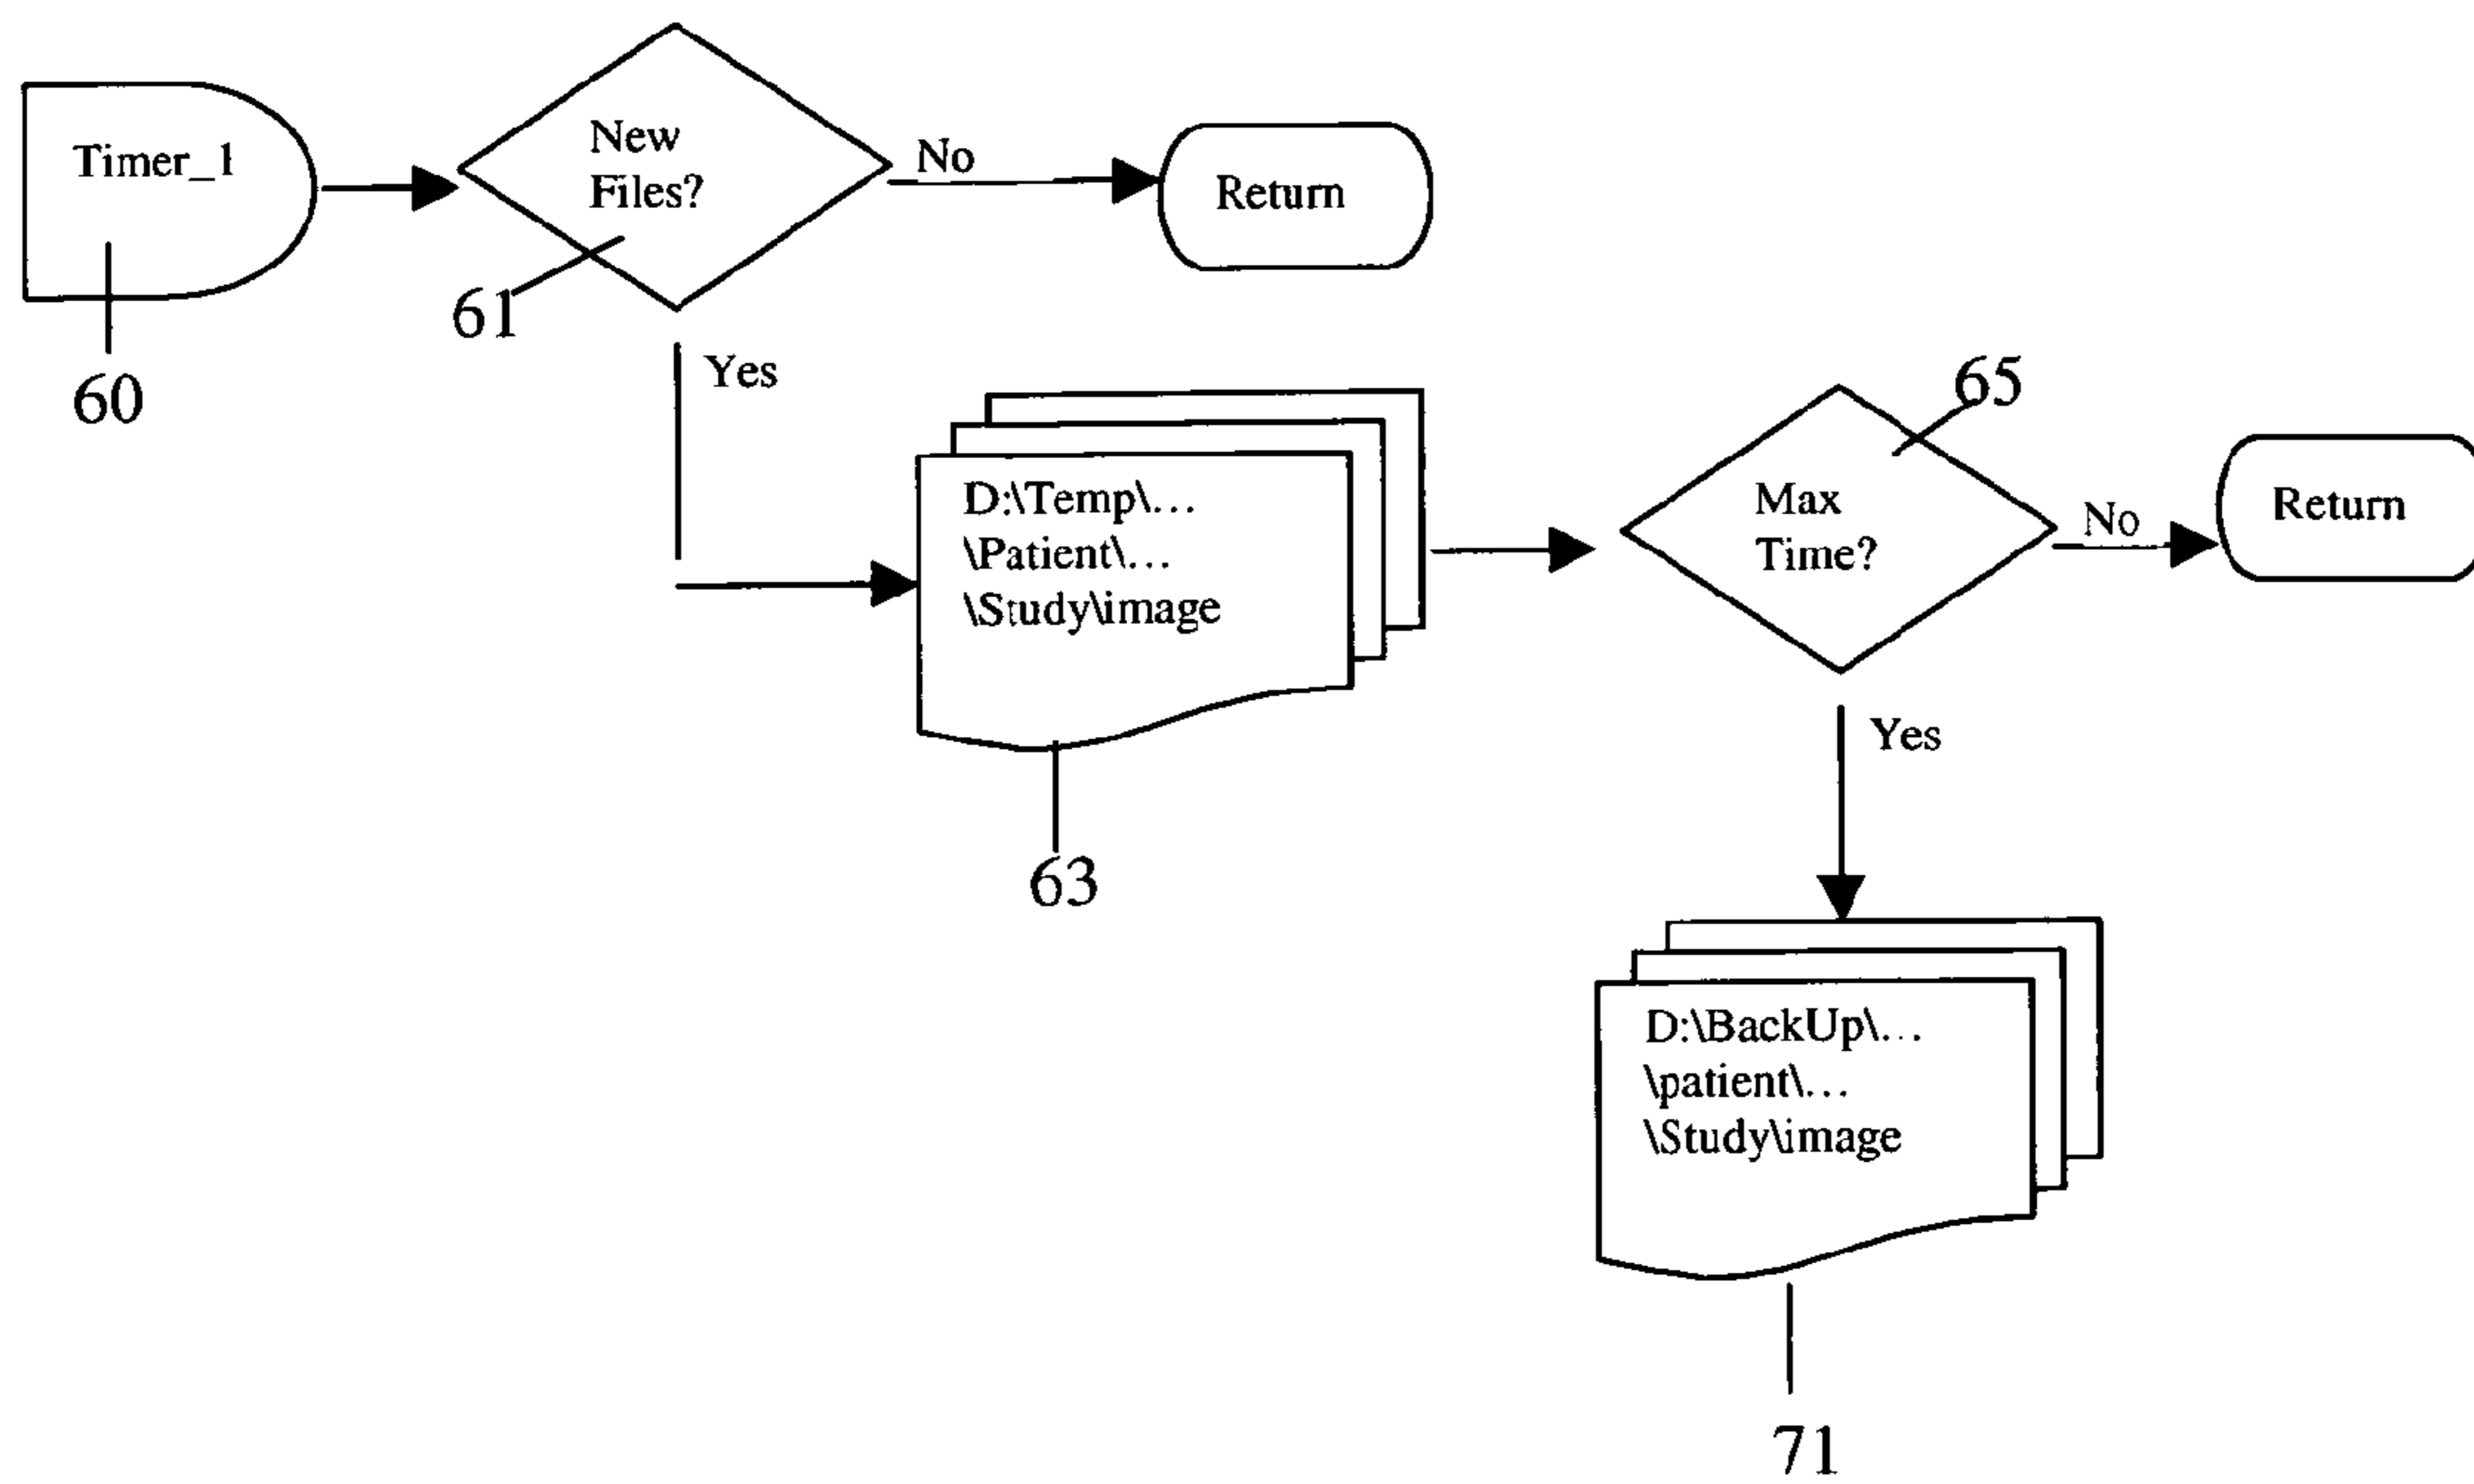 Timer_1
60
New
Files?
61
No
Return
Yes
D:\Temp\...
\Patient\...
\Study\image
63
65
Max
Time?
No
Return
Yes
D:\BackUp\...
\patient\...
\Study\image
71